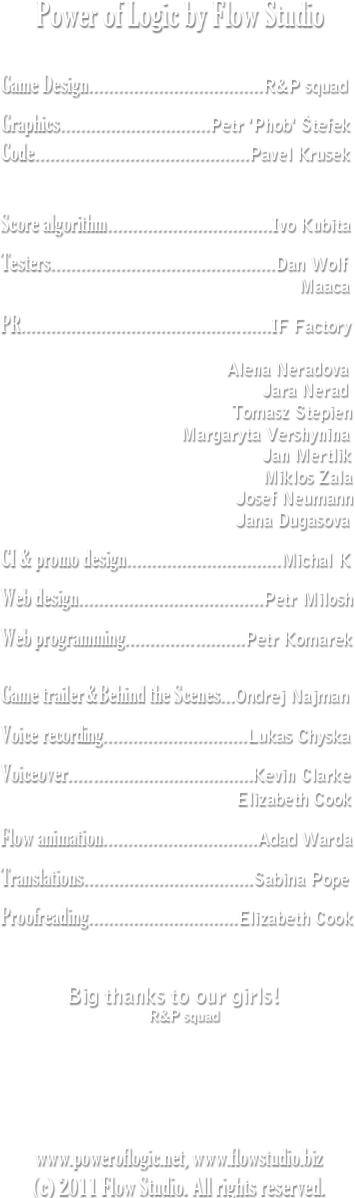 Power of Logic by Flow Studio
Game Design...................................R&P squad
Graphics..............................Petr 'Phob' Štefek
Code...........................................Pavel Krusek
Score algorithm.................................Ivo Kubita
Testers.............................................Dan Wolf
Maaca
PR..................................................IF Factory
Alena Neradova
Jara Nerad
Tomasz Stepien
Margaryta Vershynina
Jan Mertlik
Miklos Zala
Josef Neumann
Jana Dugasova
CI & promo design...............................Michal K
Web design.....................................Petr Milosh
Web programming........................Petr Komarek
Game trailer&Behind the Scenes...Ondrej Najman
Voice recording.............................Lukas Chyska
Voiceover.....................................Kevin Clarke
Elizabeth Cook
Flow animation...............................Adad Warda
Translations..................................Sabina Pope
Proofreading..............................Elizabeth Cook
Big thanks to our girls!
R&P squad
www.poweroflogic.net, www.flowstudio.biz
(c) 2011 Flow Studio. All rights reserved.